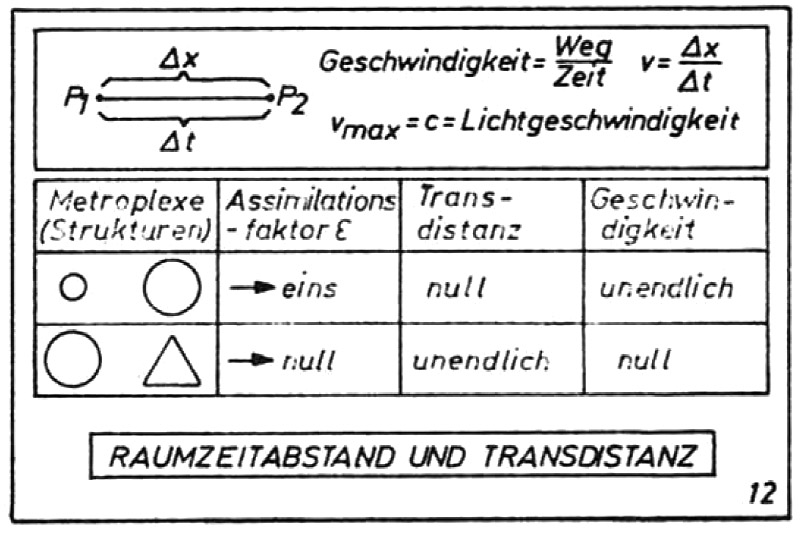 Δx
P1 P2
Δt
Geschwindigkeit= Weg/Zeit v= Δx/Δt
vmax = c = Lichtgeschwindigkeit
Metroplexe (Strukturen)
Assimilations - faktor ε
Trans- distanz
Geschwin- digkeit
→ eins null unendlich
→ null unendlich null
RAUMZEITABSTAND UND TRANSDISTANZ
12